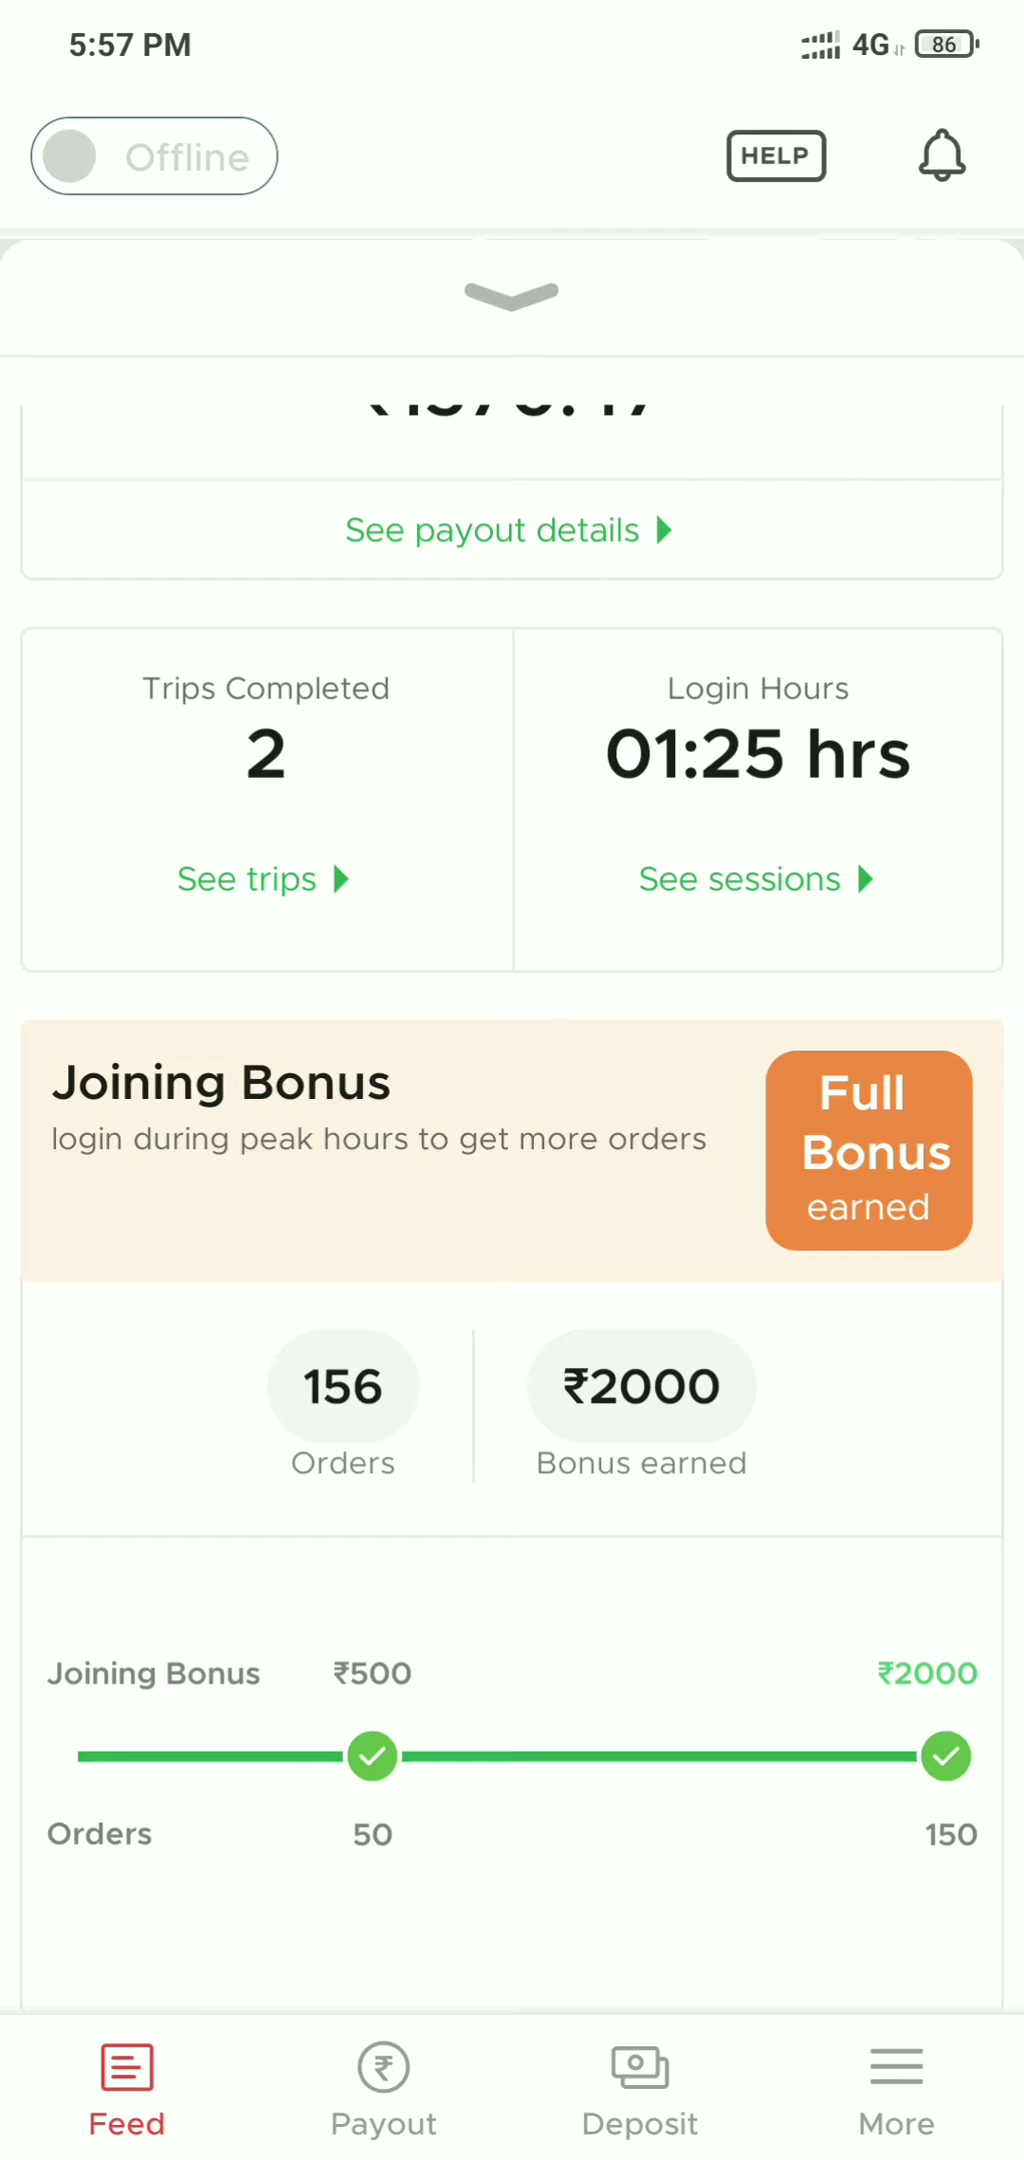 5:57 PM
4G 86
Offline
HELP
See payout details
Trips Completed
2
See trips
Login Hours
01:25 hrs
See sessions
Joining Bonus
login during peak hours to get more orders
Full
Bonus
earned
156
Orders
₹2000
Bonus earned
Joining Bonus ₹500 ₹2000
Orders 50 150
Feed Payout Deposit More